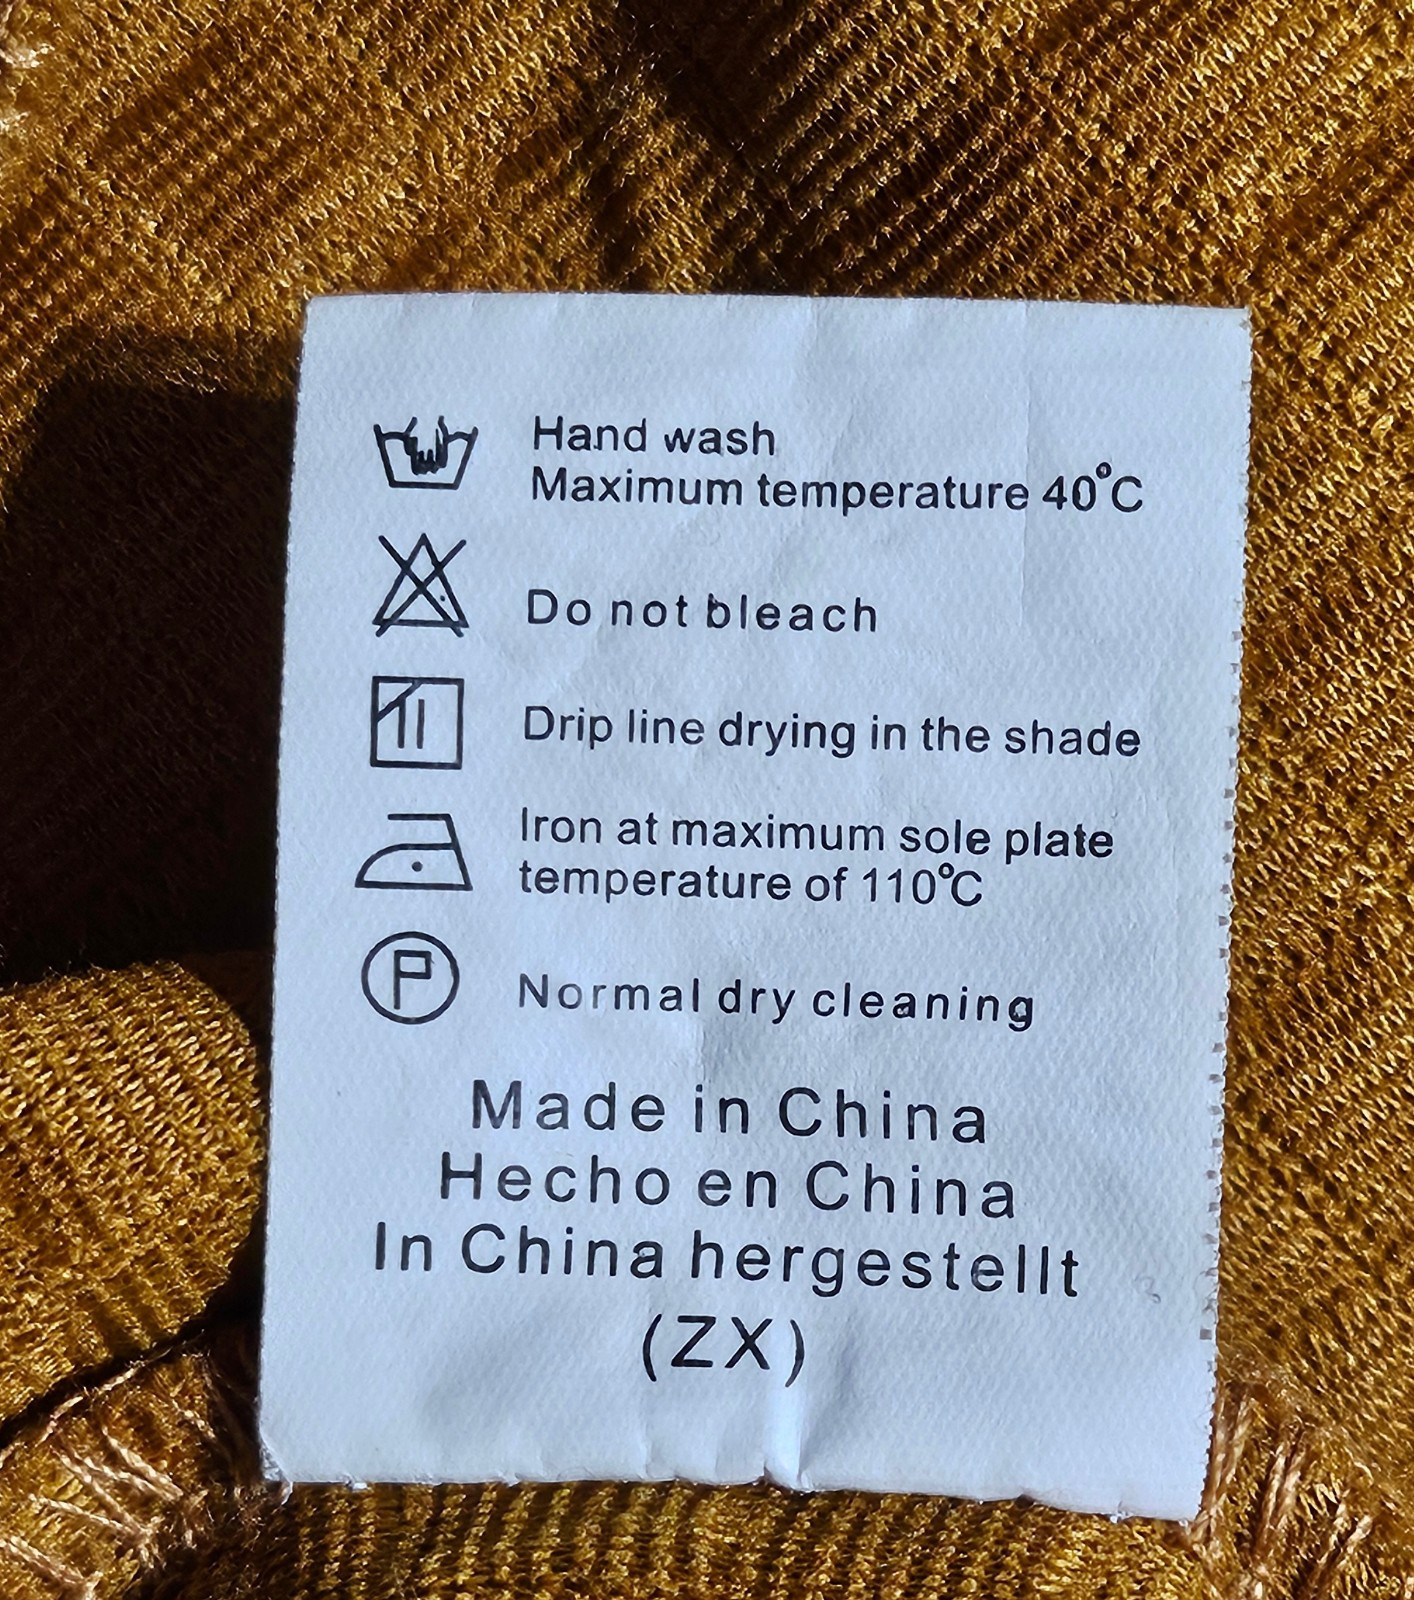 Hand wash
Maximum temperature 40°C
Do not bleach
Drip line drying in the shade
Iron at maximum sole plate
temperature of 110°C
P
Normal dry cleaning
Made in China
Hecho en China
In China hergestellt
(ZX)